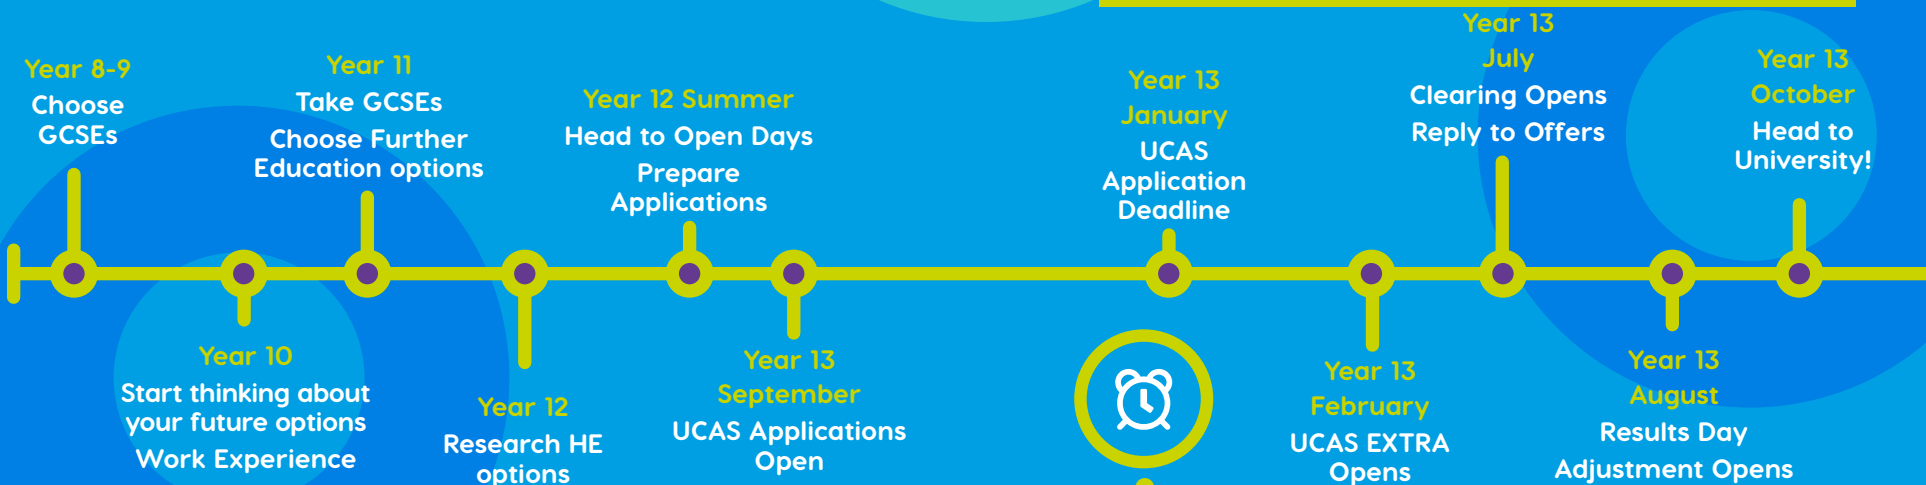 Year 8-9
Choose
GCSEs
Year 10
Start thinking about
your future options
Work Experience
Year 11
Take GCSEs
Choose Further
Education options
Year 12
Research HE
options
Year 12 Summer
Head to Open Days
Prepare
Applications
Year 13
September
UCAS Applications
Open
Year 13
January
UCAS
Application
Deadline
Year 13
February
UCAS EXTRA
Opens
Year 13
July
Clearing Opens
Reply to Offers
Year 13
August
Results Day
Adjustment Opens
Year 13
October
Head to
University!